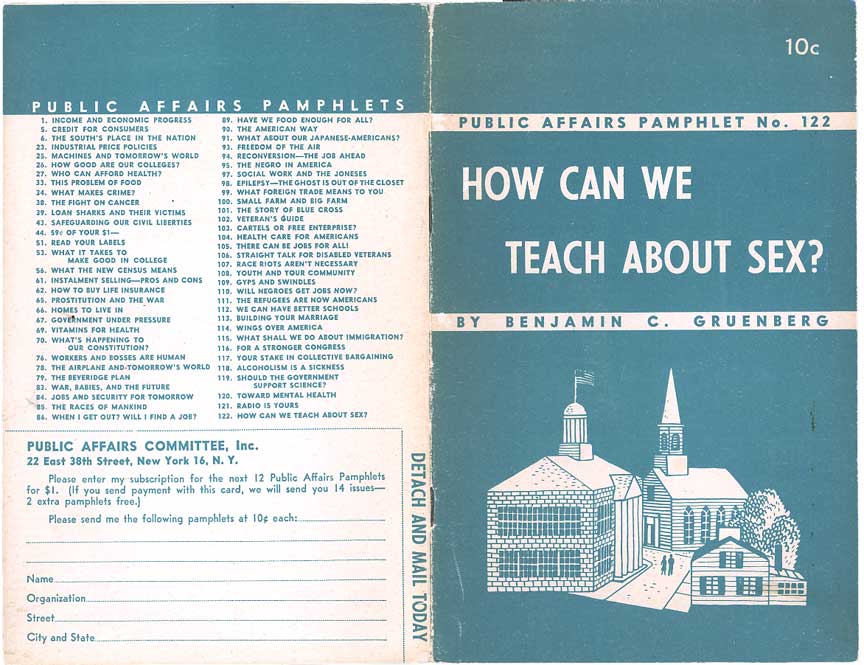 PUBLIC AFFAIRS PAMPHLETS
1. INCOME AND ECONOMIC PROGRESS
5. CREDIT FOR CONSUMERS
6. THE SOUTH'S PLACE IN THE NATION
23. INDUSTRIAL PRICE POLICIES
25. MACHINES AND TOMORROW'S WORLD
26. HOW GOOD ARE OUR COLLEGES?
27. WHO CAN AFFORD HEALTH?
33. THIS PROBLEM OF FOOD
34. WHAT MAKES CRIME?
38. THE FIGHT ON CANCER
39. LOAN SHARKS AND THEIR VICTIMS
43. SAFEGUARDING OUR CIVIL LIBERTIES
44. 59¢ OF YOUR $1—
51. READ YOUR LABELS
53. WHAT IT TAKES TO
MAKE GOOD IN COLLEGE
56. WHAT THE NEW CENSUS MEANS
61. INSTALMENT SELLING—PROS AND CONS
62. HOW TO BUY LIFE INSURANCE
65. PROSTITUTION AND THE WAR
66. HOMES TO LIVE IN
67. GOVERNMENT UNDER PRESSURE
69. VITAMINS FOR HEALTH
70. WHAT'S HAPPENING TO
OUR CONSTITUTION?
76. WORKERS AND BOSSES ARE HUMAN
78. THE AIRPLANE AND TOMORROW'S WORLD
79. THE BEVERIDGE PLAN
83. WAR, BABIES, AND THE FUTURE
84. JOBS AND SECURITY FOR TOMORROW
85. THE RACES OF MANKIND
86. WHEN I GET OUT? WILL I FIND A JOB?
89. HAVE WE FOOD ENOUGH FOR ALL?
90. THE AMERICAN WAY
91. WHAT ABOUT OUR JAPANESE-AMERICANS?
93. FREEDOM OF THE AIR
94. RECONVERSION—THE JOB AHEAD
95. THE NEGRO IN AMERICA
97. SOCIAL WORK AND THE JONESES
98. EPILEPSY—THE GHOST IS OUT OF THE CLOSET
99. WHAT FOREIGN TRADE MEANS TO YOU
100. SMALL FARM AND BIG FARM
101. THE STORY OF BLUE CROSS
102. VETERAN'S GUIDE
103. CARTELS OR FREE ENTERPRISE?
104. HEALTH CARE FOR AMERICANS
105. THERE CAN BE JOBS FOR ALL!
106. STRAIGHT TALK FOR DISABLED VETERANS
107. RACE RIOTS AREN'T NECESSARY
108. YOUTH AND YOUR COMMUNITY
109. GYPS AND SWINDLES
110. WILL NEGROES GET JOBS NOW?
111. THE REFUGEES ARE NOW AMERICANS
112. WE CAN HAVE BETTER SCHOOLS
113. BUILDING YOUR MARRIAGE
114. WINGS OVER AMERICA
115. WHAT SHALL WE DO ABOUT IMMIGRATION?
116. FOR A STRONGER CONGRESS
117. YOUR STAKE IN COLLECTIVE BARGAINING
118. ALCOHOLISM IS A SICKNESS
119. SHOULD THE GOVERNMENT
SUPPORT SCIENCE?
120. TOWARD MENTAL HEALTH
121. RADIO IS YOURS
122. HOW CAN WE TEACH ABOUT SEX?
PUBLIC AFFAIRS COMMITTEE, Inc.
22 East 38th Street, New York 16, N. Y.
Please enter my subscription for the next 12 Public Affairs Pamphlets
for $1. (If you send payment with this card, we will send you 14 issues—
2 extra pamphlets free.)
Please send me the following pamphlets at 10¢ each:
Name
Organization
Street
City and State
DETACH AND MAIL TODAY
10c
PUBLIC AFFAIRS PAMPHLET No. 122
HOW CAN WE
TEACH ABOUT SEX?
BY BENJAMIN C. GRUENBERG